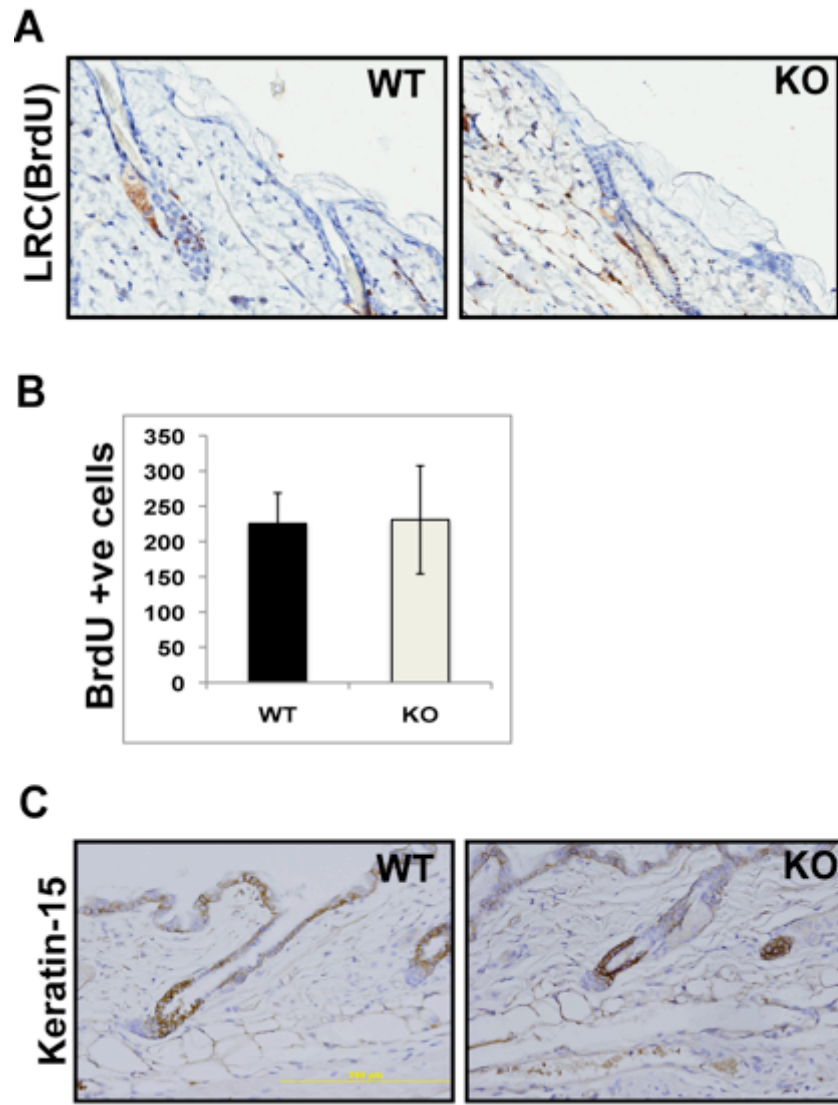 A
WT
KO
LRC(BrdU)
B
BrdU +ve cells
350
300
250
200
150
100
50
0
WT
KO
C
WT
KO
Keratin-15